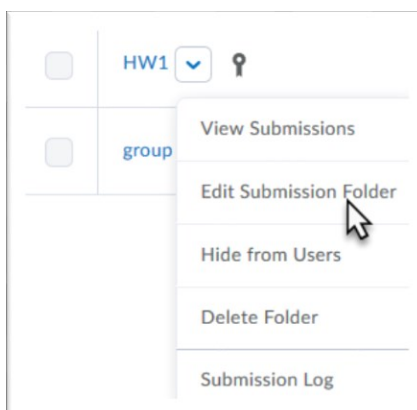 HW1
View Submissions
group
Edit Submission Folder
Hide from Users
Delete Folder
Submission Log